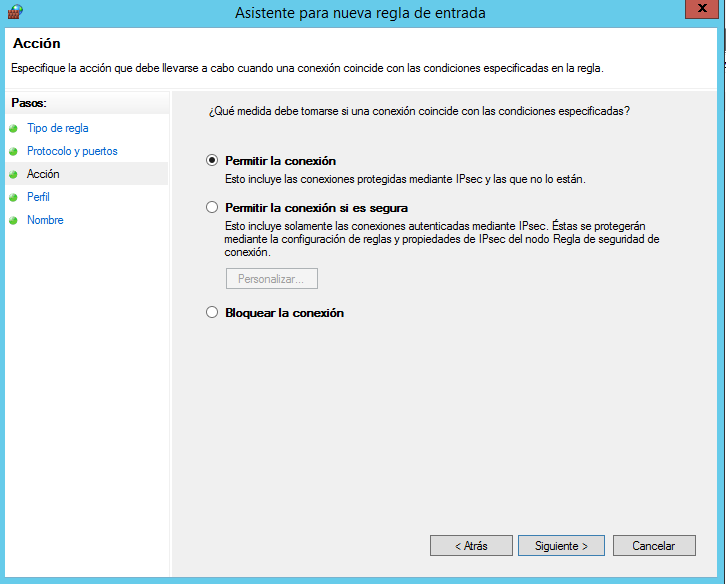 Asistente para nueva regla de entrada
x
Acción
Especifique la acción que debe llevarse a cabo cuando una conexión coincide con las condiciones especificadas en la regla.
Pasos:
Tipo de regla
Protocolo y puertos
Acción
Perfil
Nombre
¿Qué medida debe tomarse si una conexión coincide con las condiciones especificadas?
Permitir la conexión
Esto incluye las conexiones protegidas mediante IPsec y las que no lo están.
Permitir la conexión si es segura
Esto incluye solamente las conexiones autenticadas mediante IPsec. Éstas se protegerán
mediante la configuración de reglas y propiedades de IPsec del nodo Regla de seguridad de
conexión.
Personalizar...
Bloquear la conexión
< Atrás
Siguiente >
Cancelar